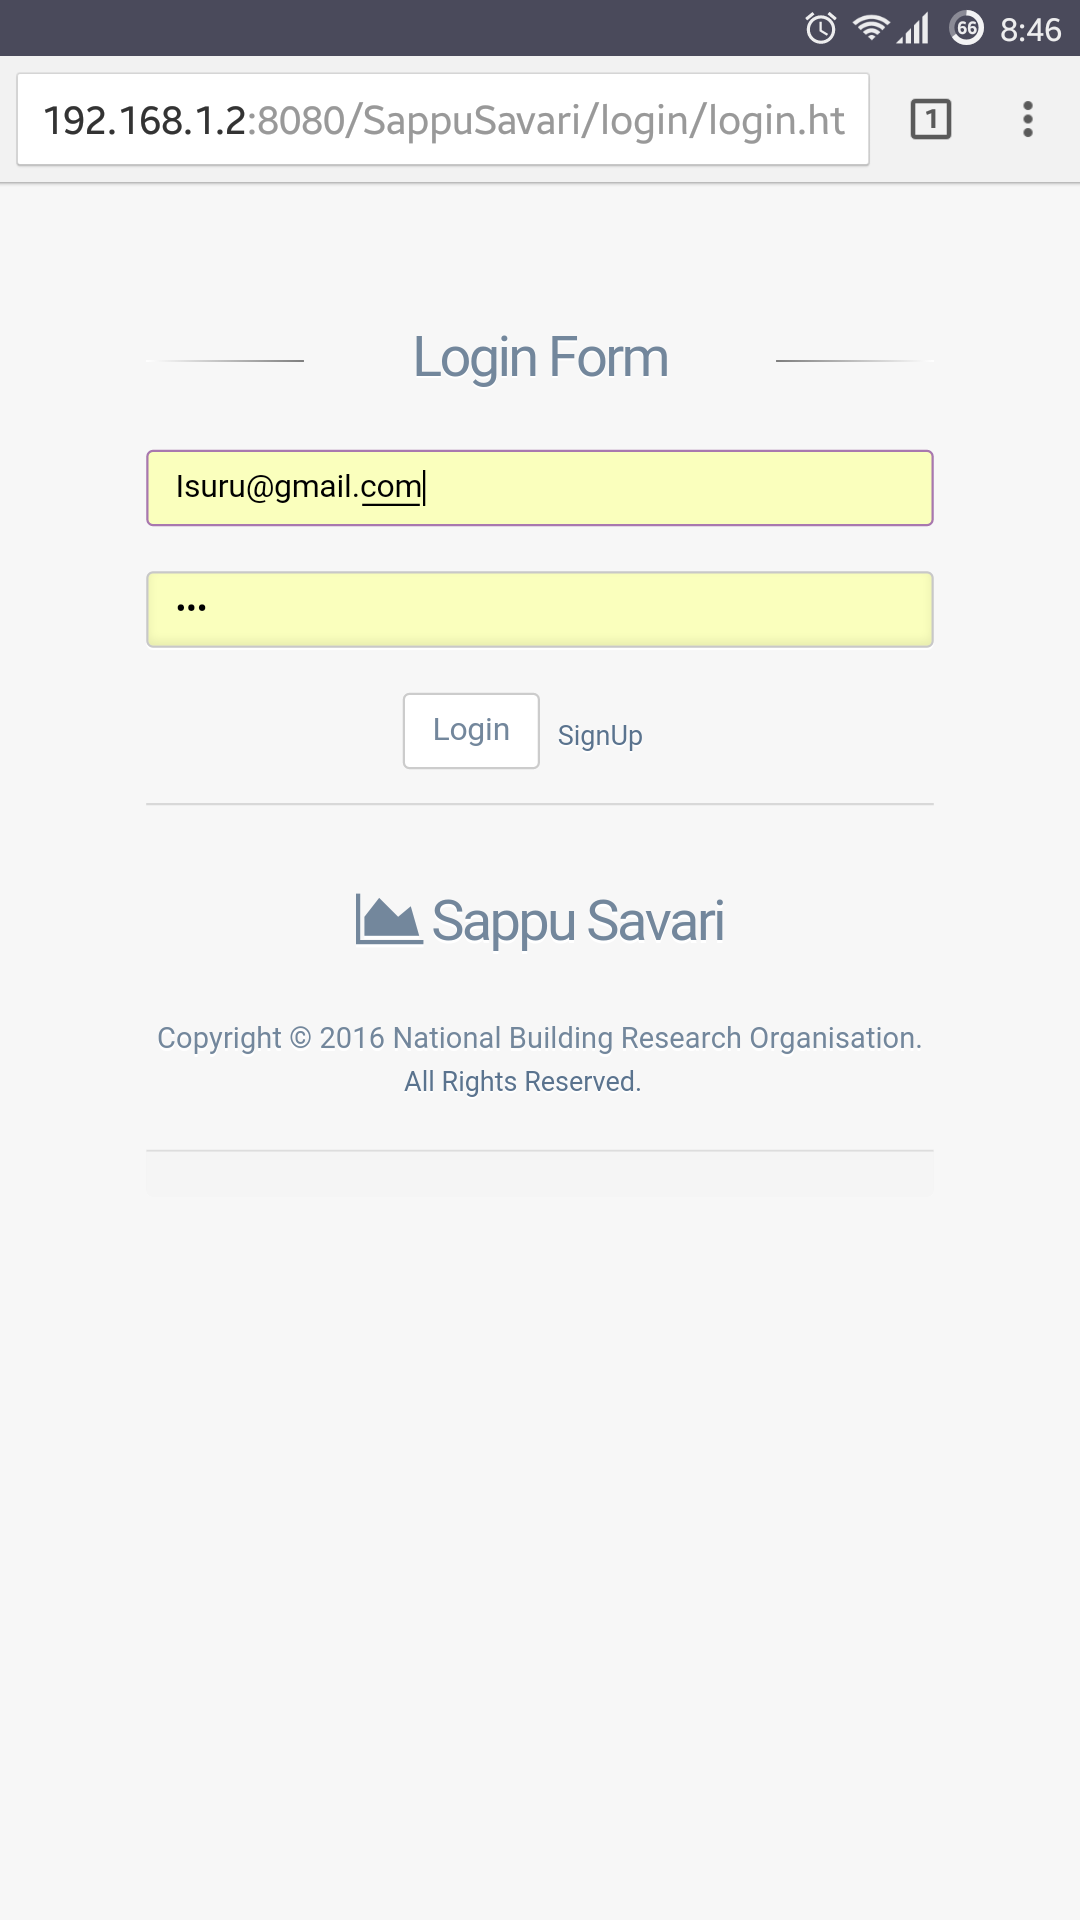 66 8:46
192.168.1.2:8080/SappuSavari/login/login.ht
1
Login Form
Isuru@gmail.com
•••
Login SignUp
Sappu Savari
Copyright © 2016 National Building Research Organisation.
All Rights Reserved.